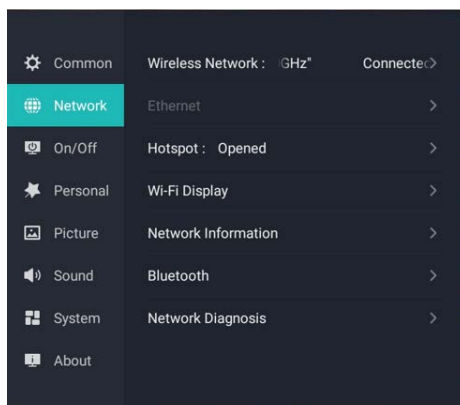 Common
Network
On/Off
Personal
Picture
Sound
System
About
Wireless Network : GHz" Connected
Ethernet
Hotspot : Opened
Wi-Fi Display
Network Information
Bluetooth
Network Diagnosis